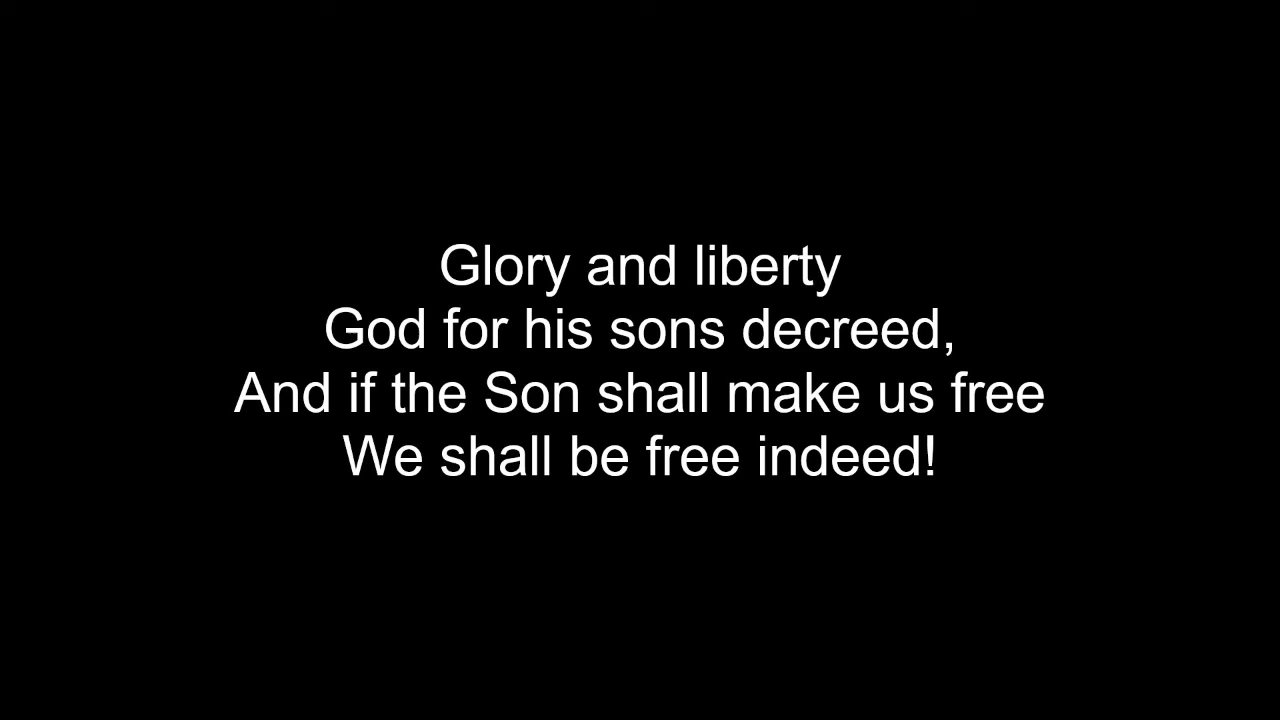 Glory and liberty
God for his sons decreed,
And if the Son shall make us free
We shall be free indeed!